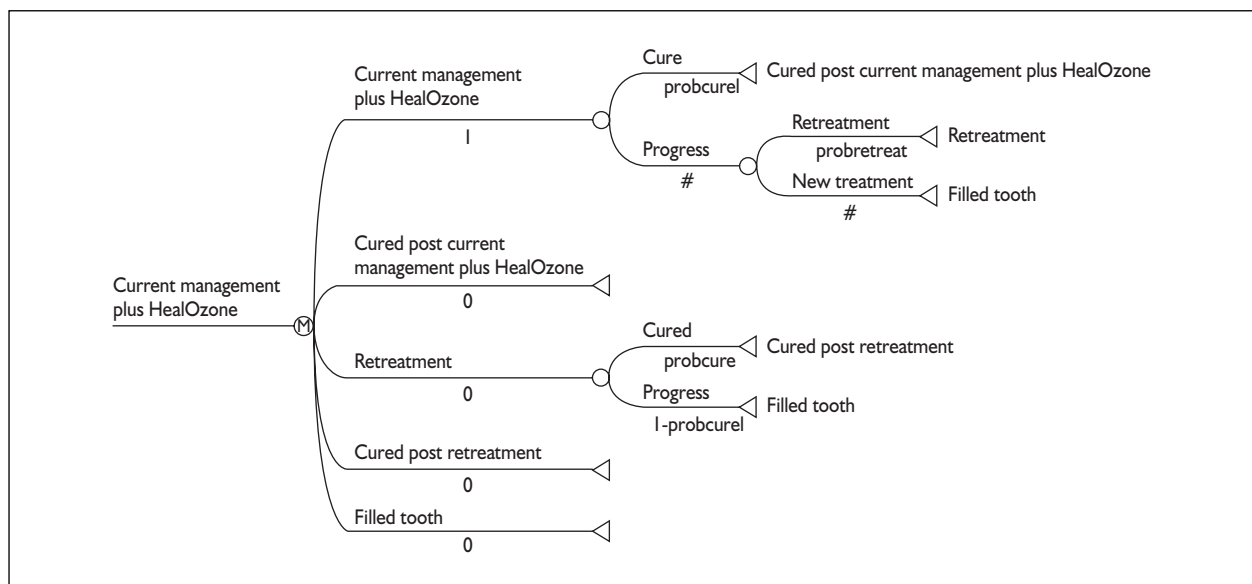 Current management
plus HealOzone
M
Current management
plus HealOzone
1
Cure
probcurel
Cured post current management plus HealOzone
Progress
#
Retreatment
probretreat
Retreatment
New treatment
#
Filled tooth
Cured post current
management plus HealOzone
0
Retreatment
0
Cured
probcure
Cured post retreatment
Progress
1-probcurel
Filled tooth
Cured post retreatment
0
Filled tooth
0